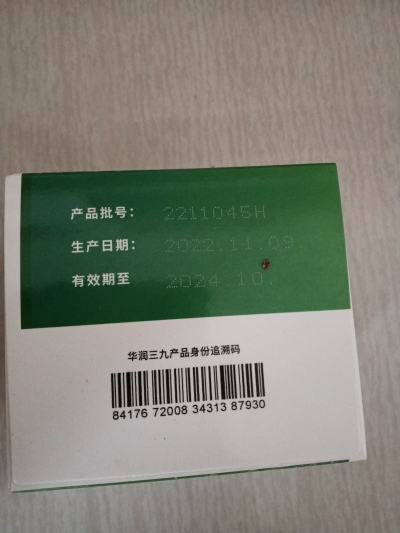 产品批号： 2211045H
生产日期： 2022.11.09.
有效期至 2024.10.
华润三九产品身份追溯码
84176 72008 34313 87930